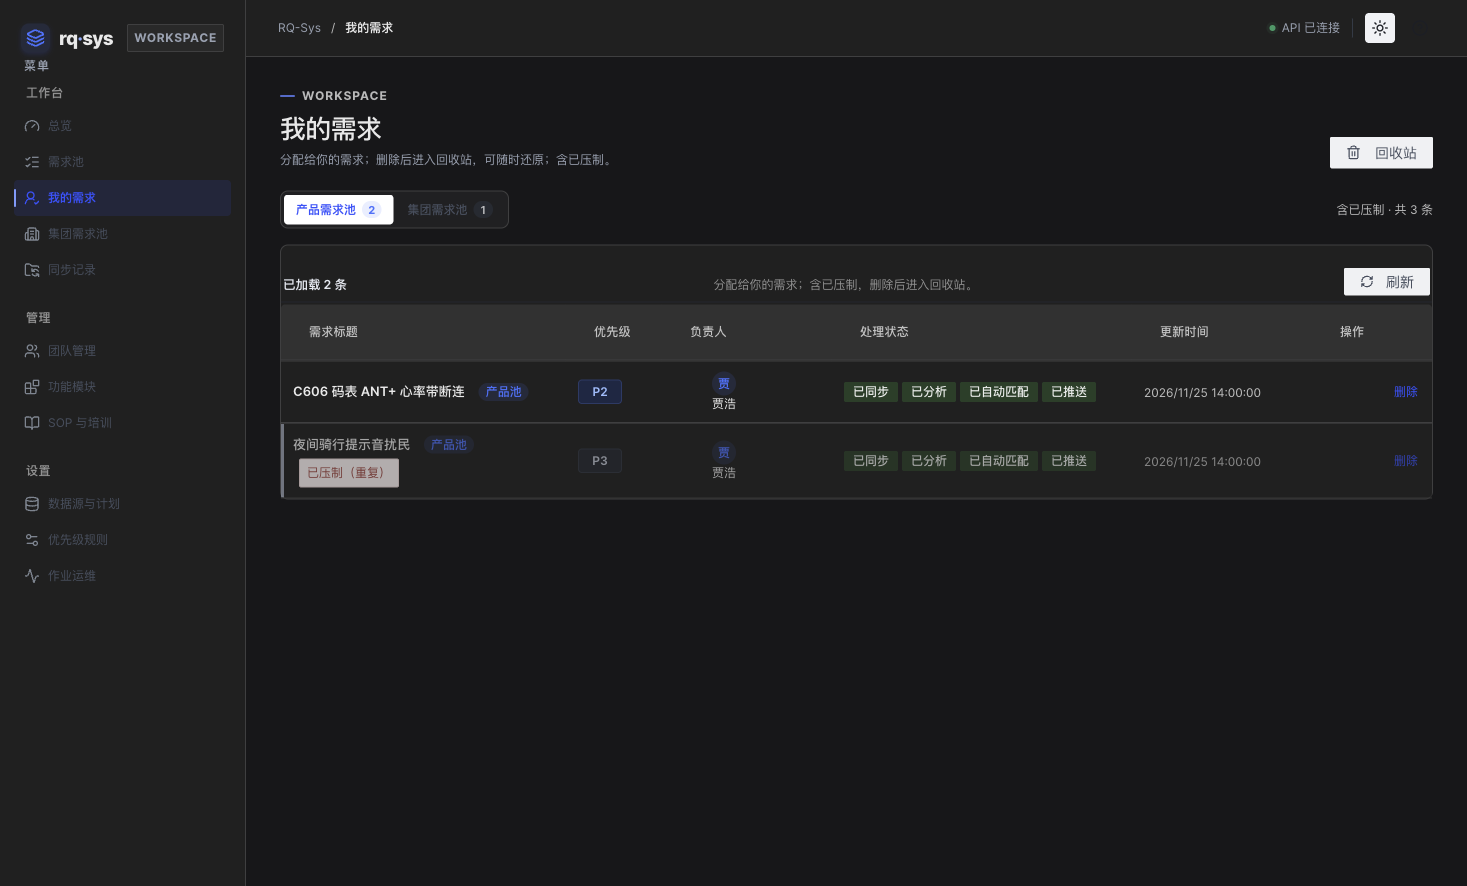 rq·sys WORKSPACE
菜单
工作台
总览
需求池
我的需求
集团需求池
同步记录
管理
团队管理
功能模块
SOP 与培训
设置
数据源与计划
优先级规则
作业运维
RQ-Sys / 我的需求
API 已连接
WORKSPACE
我的需求
分配给你的需求；删除后进入回收站，可随时还原；含已压制。
回收站
产品需求池 2 集团需求池 1
含已压制 · 共 3 条
已加载 2 条 分配给你的需求；含已压制，删除后进入回收站。 刷新
需求标题 优先级 负责人 处理状态 更新时间 操作
C606 码表 ANT+ 心率带断连 产品池 P2 贾 贾浩 已同步 已分析 已自动匹配 已推送 2026/11/25 14:00:00 删除
夜间骑行提示音扰民 产品池 已压制（重复） P3 贾 贾浩 已同步 已分析 已自动匹配 已推送 2026/11/25 14:00:00 删除